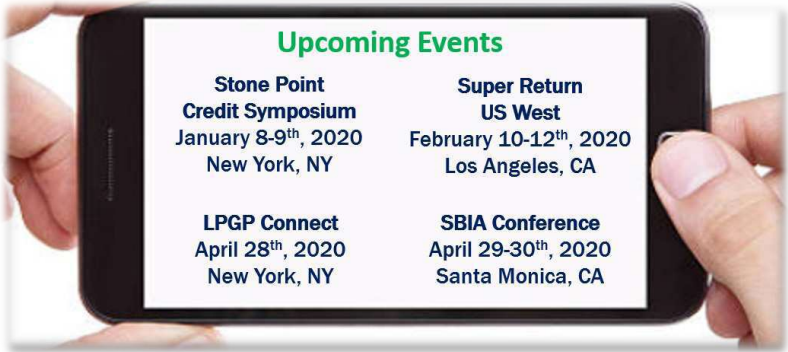 Upcoming Events
Stone Point
Credit Symposium
January 8-9th, 2020
New York, NY
Super Return
US West
February 10-12th, 2020
Los Angeles, CA
LPGP Connect
April 28th, 2020
New York, NY
SBIA Conference
April 29-30th, 2020
Santa Monica, CA